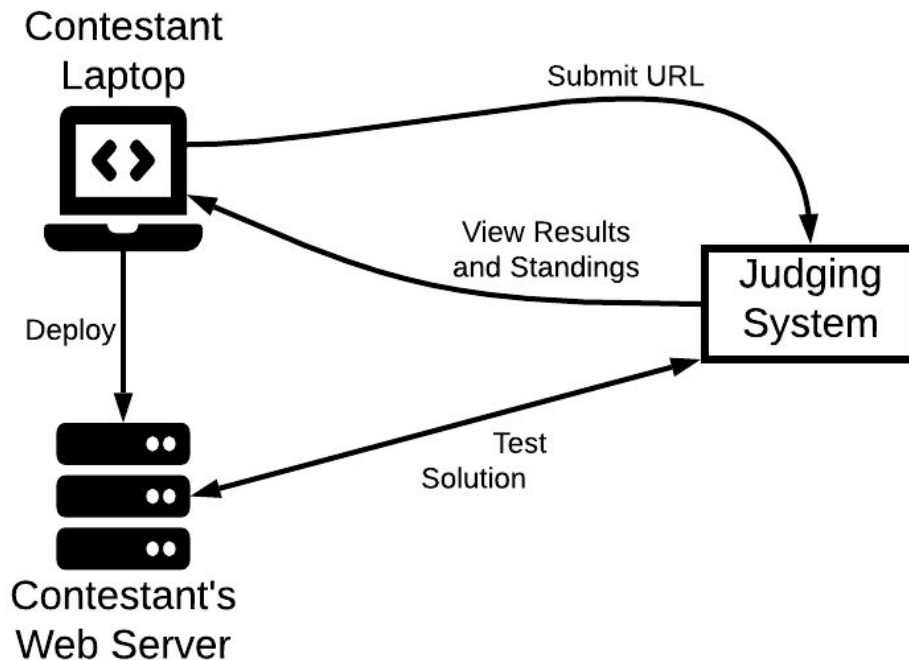 Contestant
Laptop
Submit URL
View Results
and Standings
Judging
System
Deploy
Test
Solution
Contestant's
Web Server